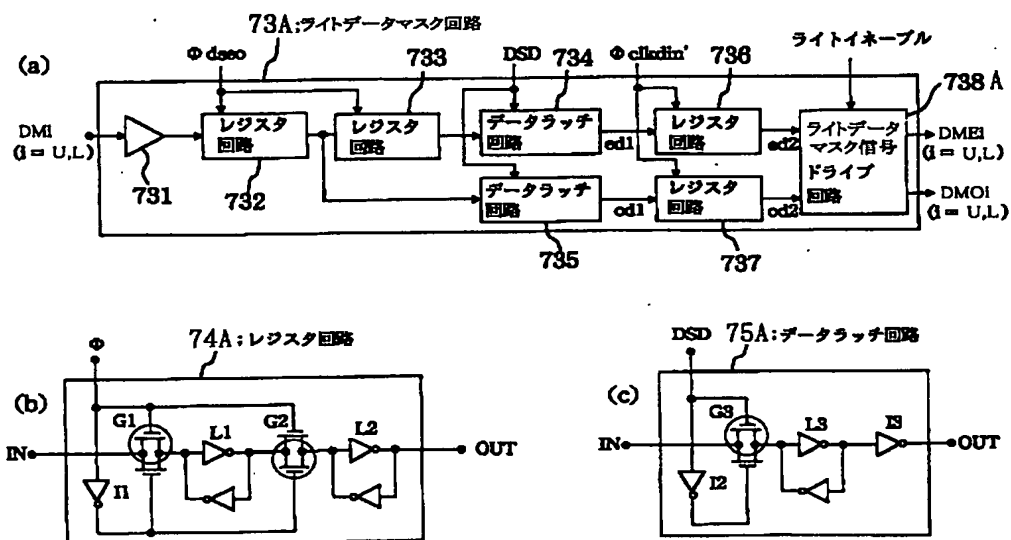 73A;ライトデータマスク回路
(a)
Φdseo
733
DSD
734
Φclkdin'
736
ライトイネーブル
738A
DMi
(i = U,L)
731
レジスタ
回路
732
レジスタ
回路
データラッチ
回路
ed1
レジスタ
回路
ed2
ライトデータ
マスク信号
ドライブ
回路
DMEi
(i = U,L)
DMOi
(i = U,L)
データラッチ
回路
735
od1
レジスタ
回路
737
od2
(b)
Φ
74A;レジスタ回路
G1
L1
G2
L2
IN
OUT
I1
(c)
DSD
75A;データラッチ回路
G3
L3
I3
IN
OUT
I2